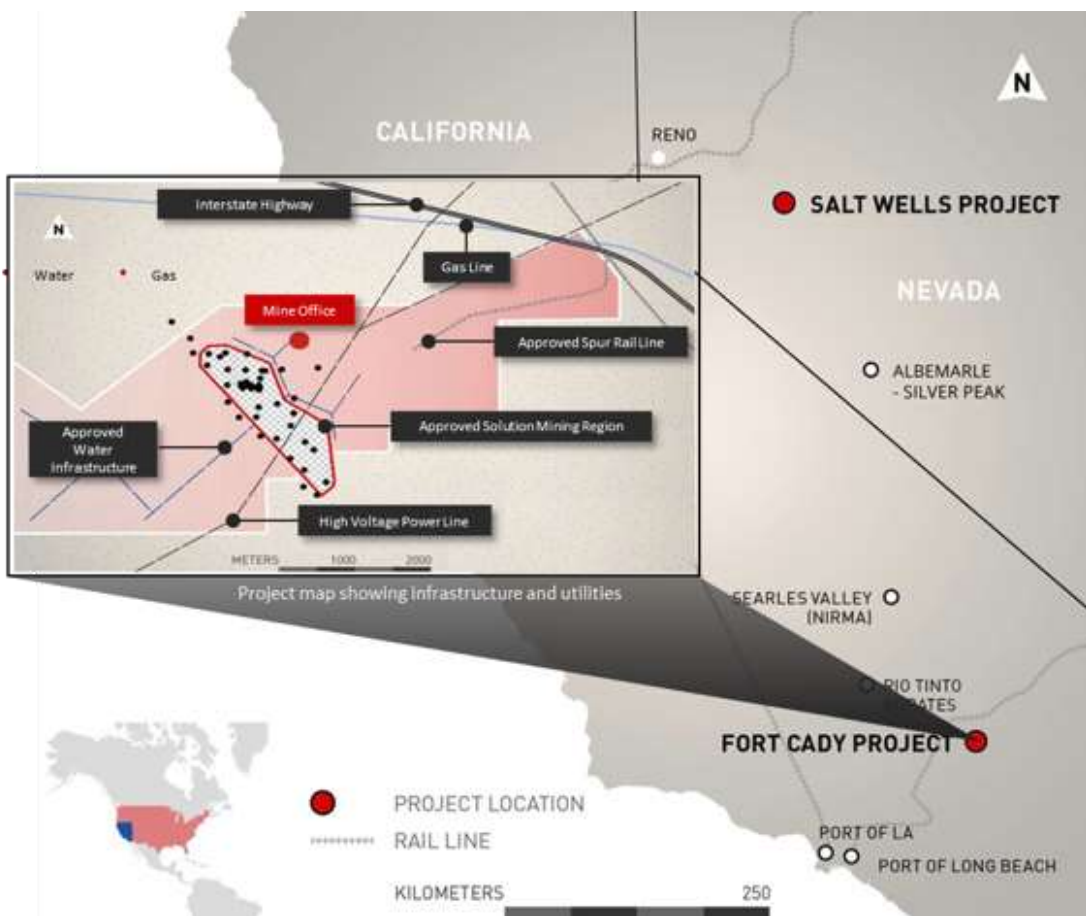 CALIFORNIA
RENO
N
SALT WELLS PROJECT
NEVADA
Interstate Highway
N
Gas Line
Water
Gas
Mine Office
Approved Spur Rail Line
Approved
Water
Infrastructure
Approved Solution Mining Region
High Voltage Power Line
METERS 1000 2000
Project map showing infrastructure and utilities
ALBEMARLE
- SILVER PEAK
SEARLES VALLEY
(NIRMA)
RIO TINTO
FORT CADY PROJECT
PROJECT LOCATION
RAIL LINE
PORT OF LA
PORT OF LONG BEACH
KILOMETERS 250